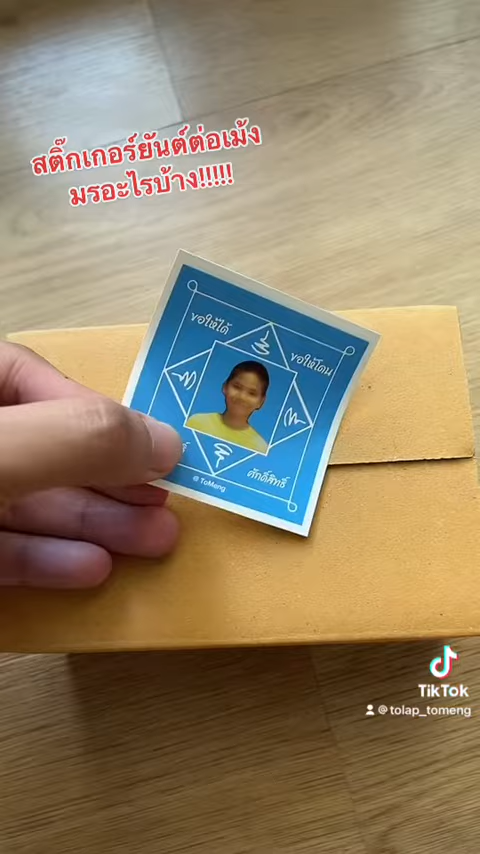 สติ๊กเกอร์ยันต์ต่อเม้ง
มรอะไรบ้าง!!!!!
ขอให้ได้
ขอให้โดน
ศักดิ์สิทธิ์
@ ToMeng
TikTok
@tolap_tomeng